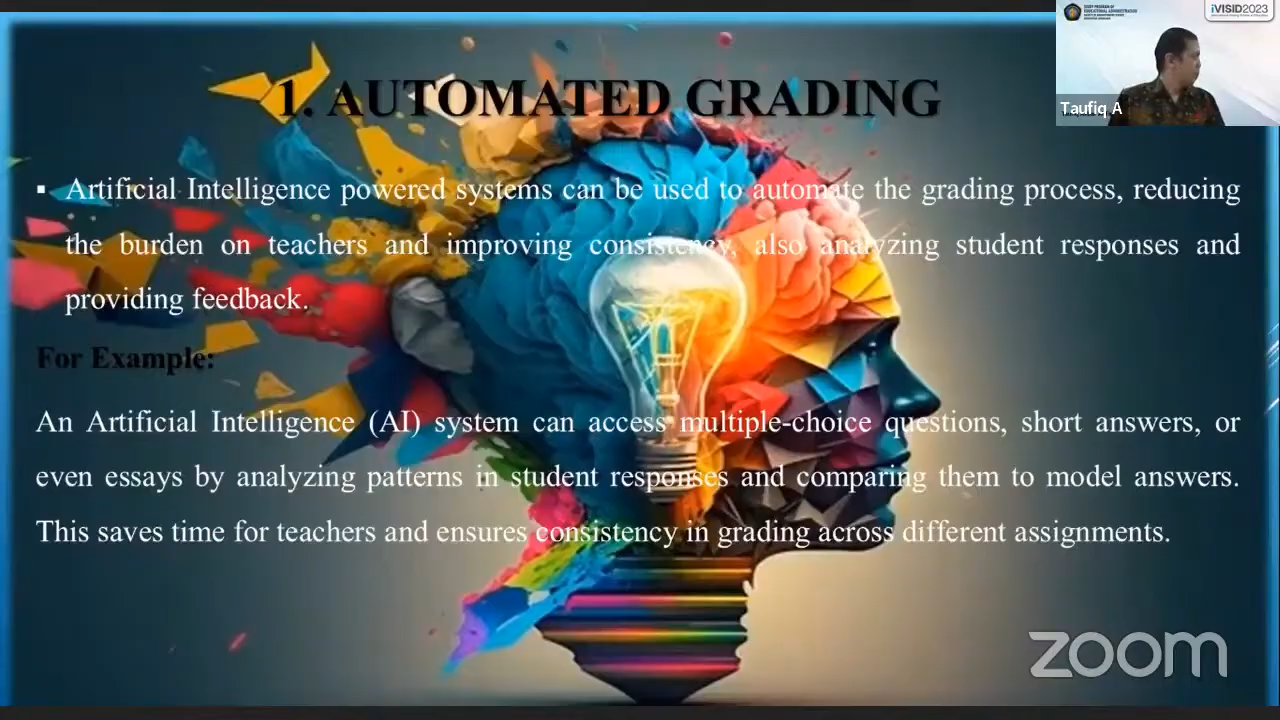 iVISID2023
Taufiq A
1. AUTOMATED GRADING
▪ Artificial Intelligence powered systems can be used to automate the grading process, reducing
the burden on teachers and improving consistency, also analyzing student responses and
providing feedback.
For Example:
An Artificial Intelligence (AI) system can access multiple-choice questions, short answers, or
even essays by analyzing patterns in student responses and comparing them to model answers.
This saves time for teachers and ensures consistency in grading across different assignments.
zoom